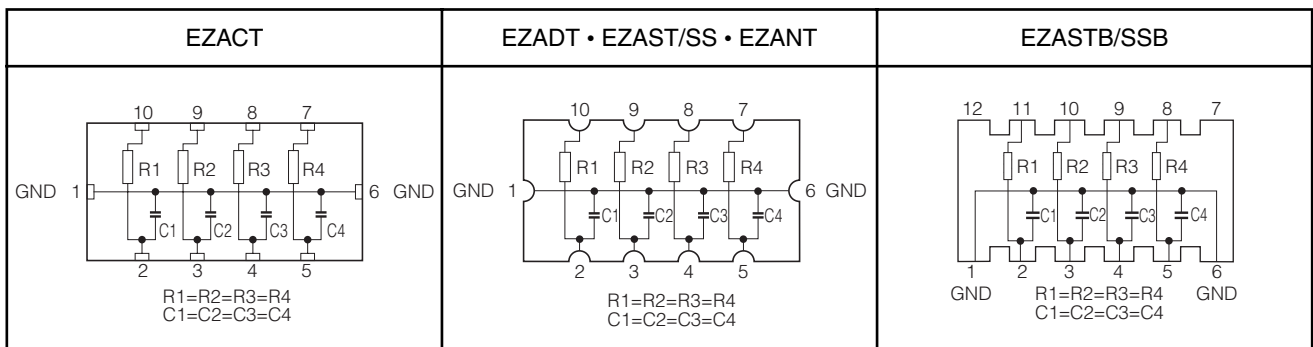 EZACT
EZADT • EZAST/SS • EZANT
EZASTB/SSB
10 9 8 7
R1 R2 R3 R4
GND 1 6 GND
C1 C2 C3 C4
2 3 4 5
R1=R2=R3=R4
C1=C2=C3=C4
10 9 8 7
R1 R2 R3 R4
GND 1 6 GND
C1 C2 C3 C4
2 3 4 5
R1=R2=R3=R4
C1=C2=C3=C4
12 11 10 9 8 7
R1 R2 R3 R4
C1 C2 C3 C4
1 2 3 4 5 6
GND R1=R2=R3=R4 GND
C1=C2=C3=C4